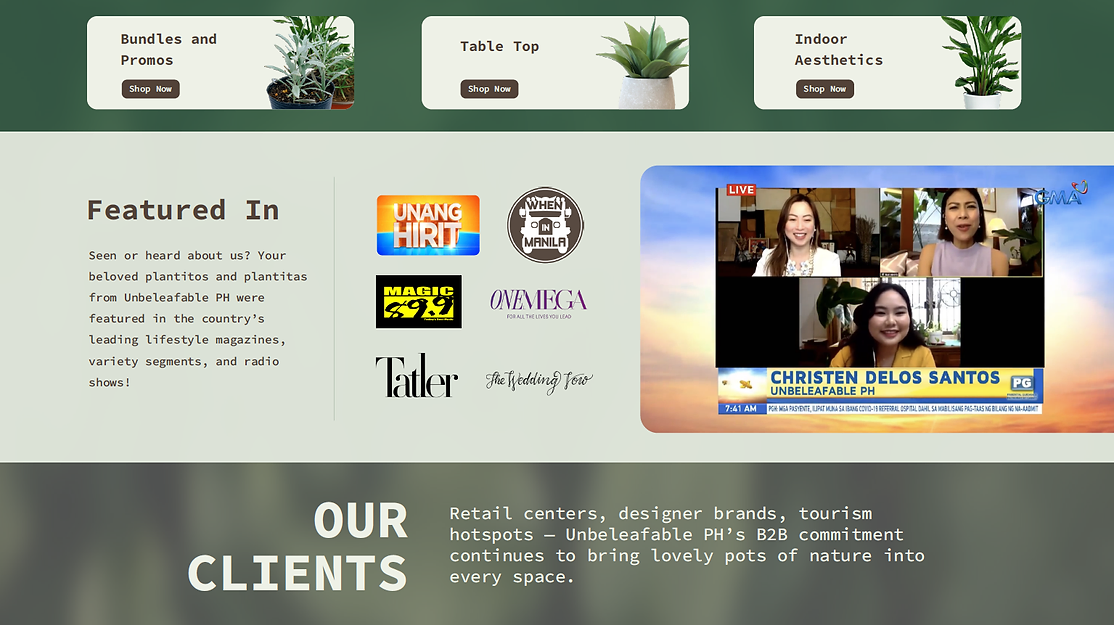 Bundles and
Promos
Shop Now
Table Top
Shop Now
Indoor
Aesthetics
Shop Now
Featured In
Seen or heard about us? Your
beloved plantitos and plantitas
from Unbeleafable PH were
featured in the country’s
leading lifestyle magazines,
variety segments, and radio
shows!
UNANG
HIRIT
WHEN
IN
MANILA
MAGIC
89.9
ONEMEGA
FOR ALL THE LIVES YOU LEAD
Tatler
The Wedding Vow
LIVE
GMA
CHRISTEN DELOS SANTOS
UNBELEAFABLE PH
PG
7:41 AM
PGH: MGA PASYENTE, ILIPAT MUNA SA IBANG COVID-19 REFERRAL OSPITAL DAHIL SA MABILISANG PAG-TAAS NG BILANG NG NA-AADMIT
OUR
CLIENTS
Retail centers, designer brands, tourism
hotspots — Unbeleafable PH’s B2B commitment
continues to bring lovely pots of nature into
every space.